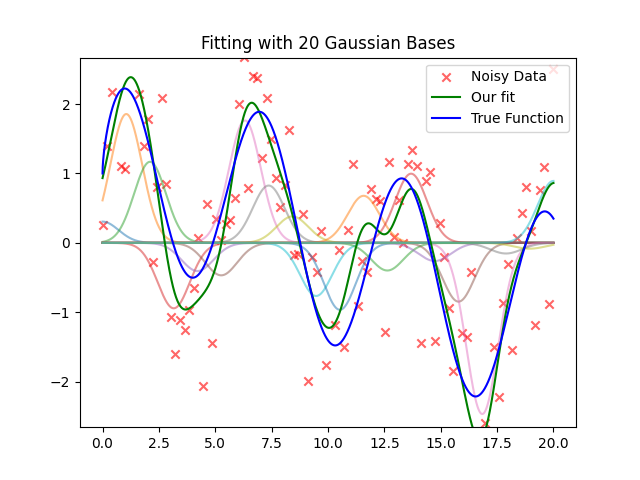 Fitting with 20 Gaussian Bases
Noisy Data
Our fit
True Function
2
1
0
−1
−2
0.0 2.5 5.0 7.5 10.0 12.5 15.0 17.5 20.0